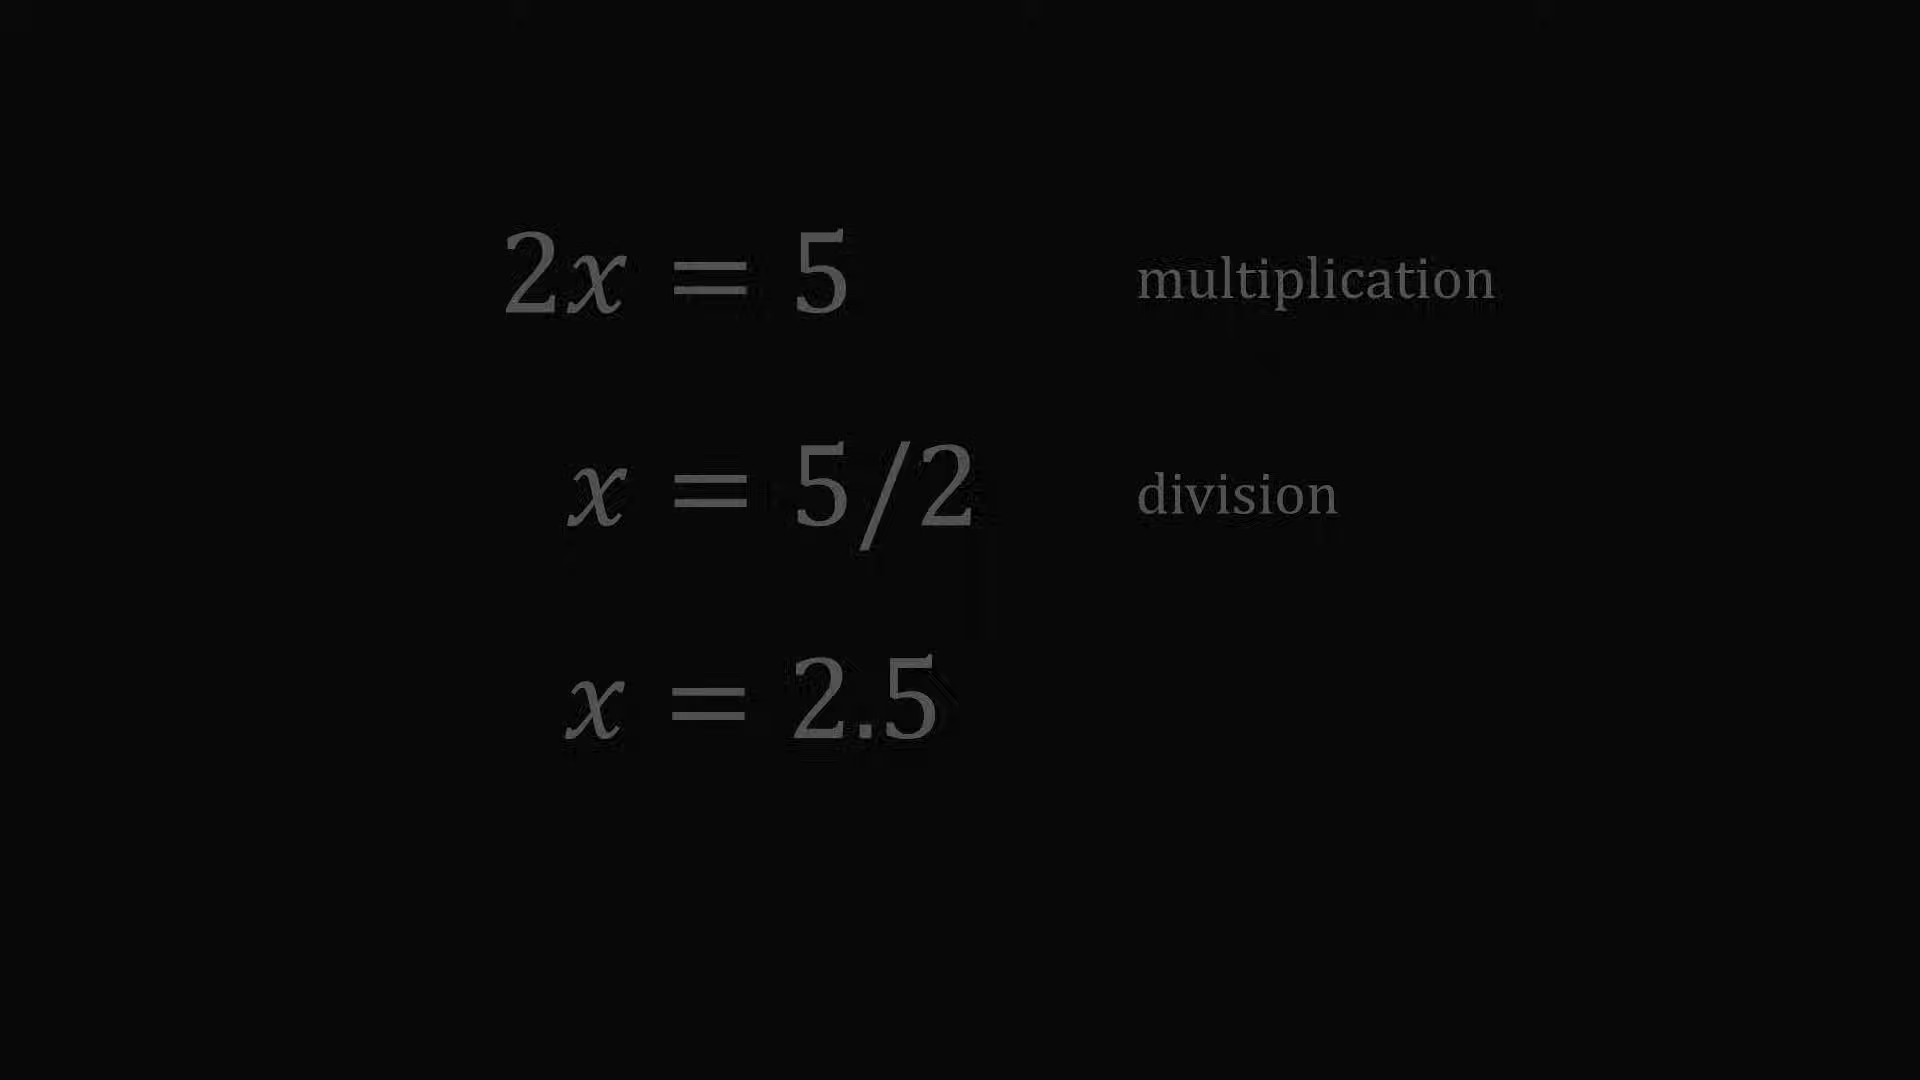 2x = 5 multiplication
x = 5/2 division
x = 2.5